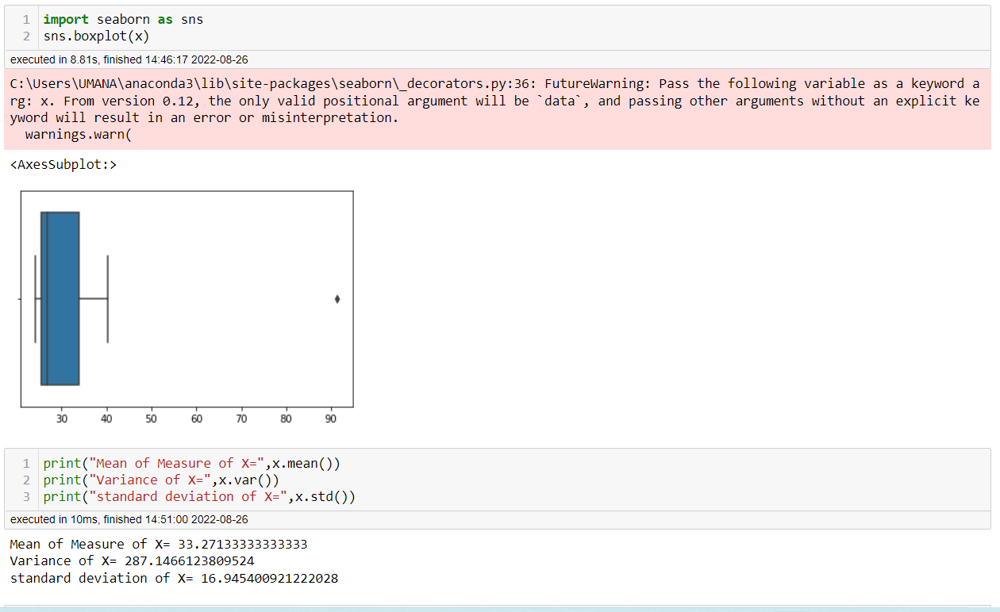 1 import seaborn as sns
2 sns.boxplot(x)
executed in 8.81s, finished 14:46:17 2022-08-26
C:\Users\UMANA\anaconda3\lib\site-packages\seaborn\_decorators.py:36: FutureWarning: Pass the following variable as a keyword a
rg: x. From version 0.12, the only valid positional argument will be `data`, and passing other arguments without an explicit ke
yword will result in an error or misinterpretation.
  warnings.warn(
<AxesSubplot:>
30 40 50 60 70 80 90
1 print("Mean of Measure of X=",x.mean())
2 print("Variance of X=",x.var())
3 print("standard deviation of X=",x.std())
executed in 10ms, finished 14:51:00 2022-08-26
Mean of Measure of X= 33.27133333333333
Variance of X= 287.1466123809524
standard deviation of X= 16.945400921222028